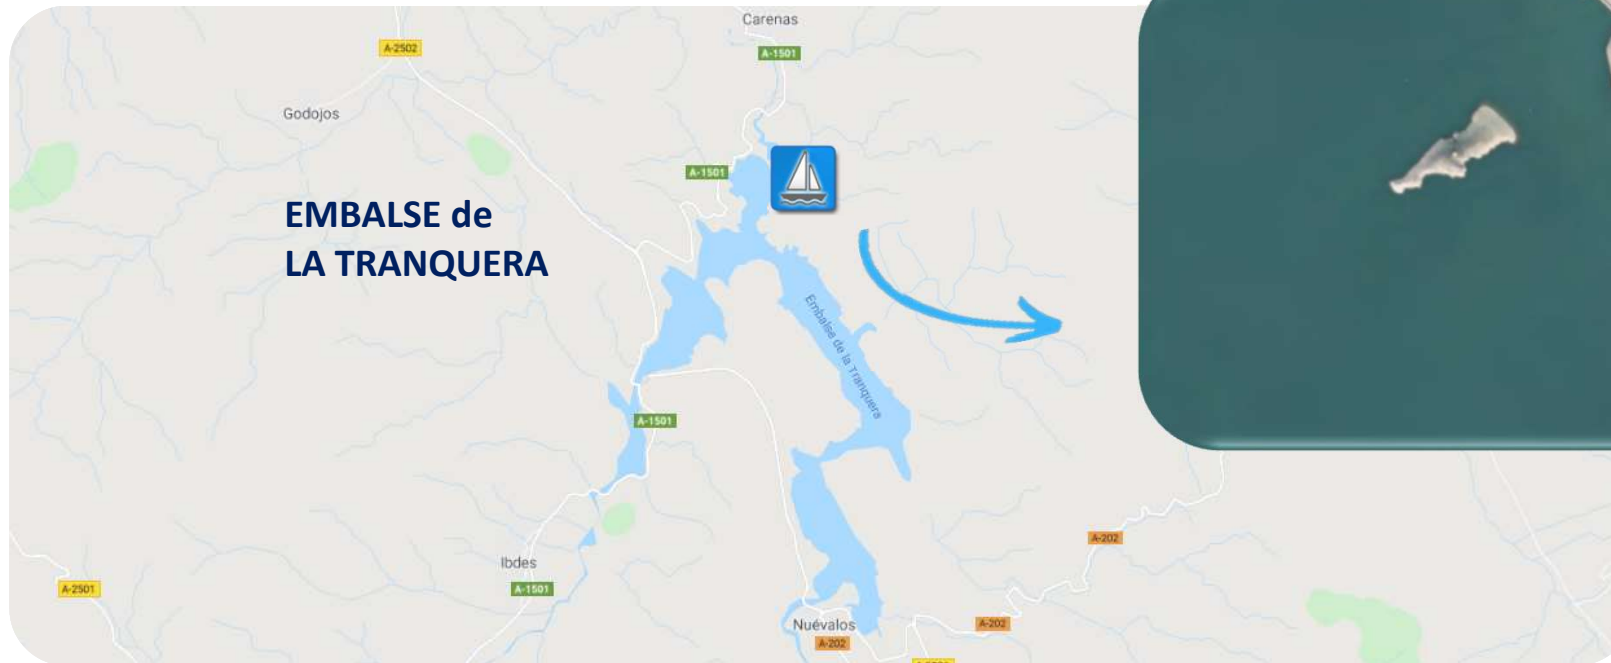 Carenas
A-2502
A-1501
Godojos
A-1501
EMBALSE de
LA TRANQUERA
Embalse de la Tranquera
A-1501
A-202
Ibdes
A-2501
A-1501
Nuévalos
A-202
A-202